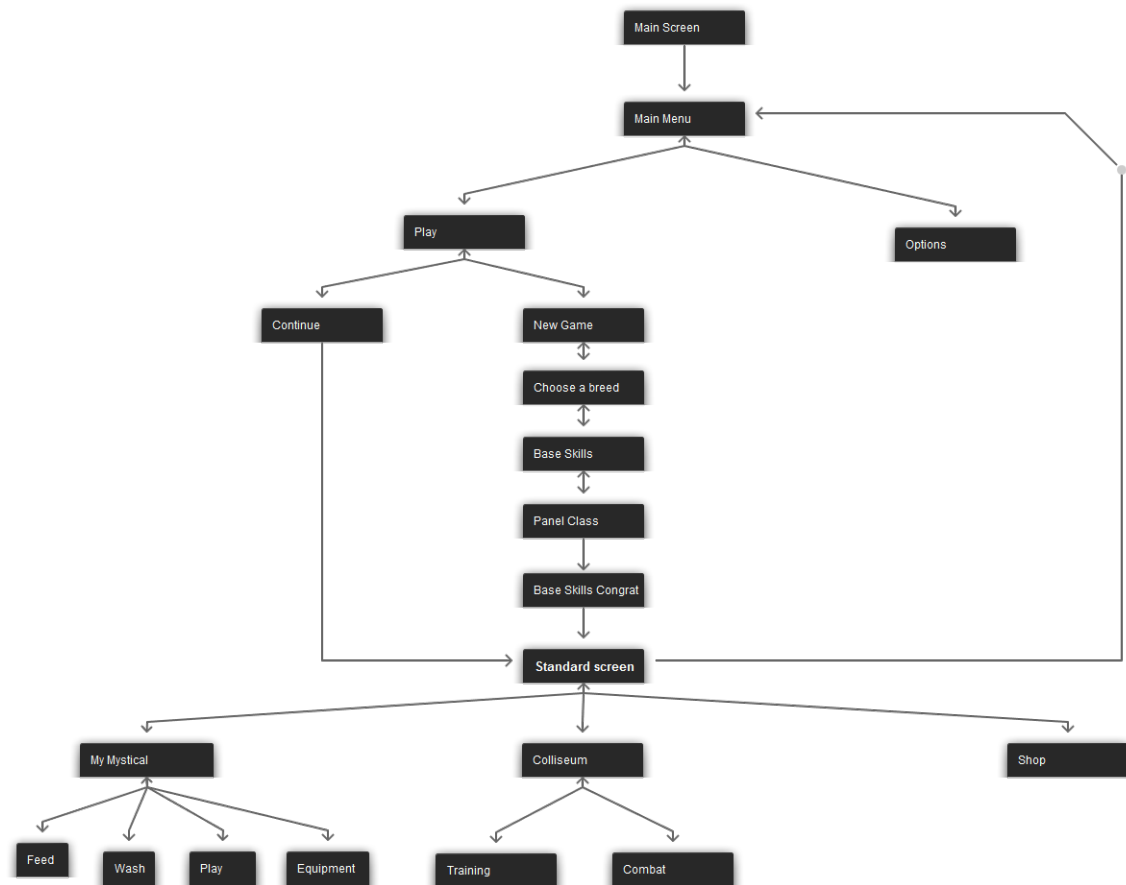 Main Screen
Main Menu
Play
Options
Continue
New Game
Choose a breed
Base Skills
Panel Class
Base Skills Congrat
Standard screen
My Mystical
Colliseum
Shop
Feed
Wash
Play
Equipment
Training
Combat